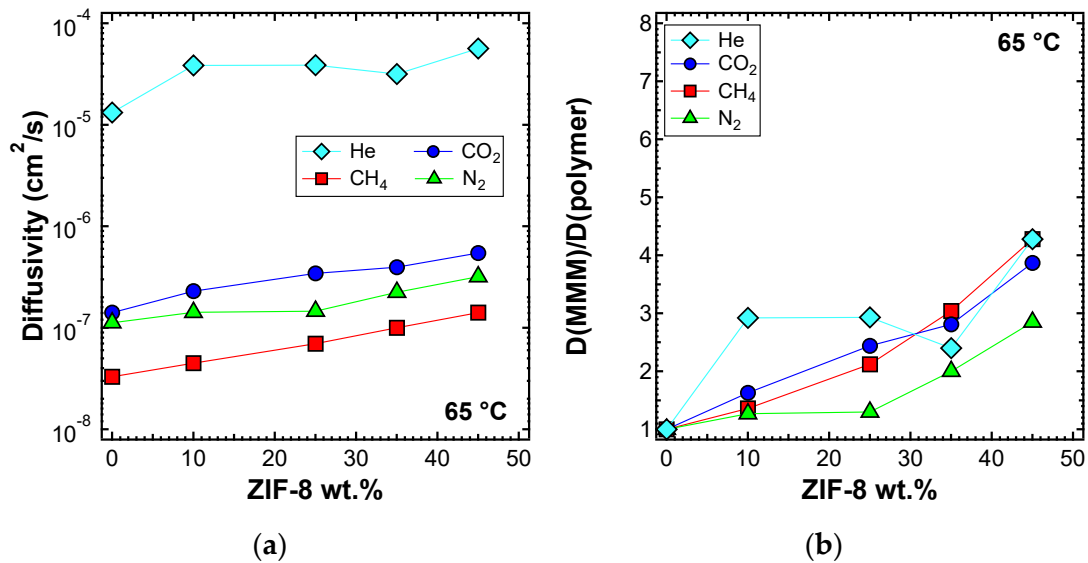 10⁻⁴
10⁻⁵
10⁻⁶
10⁻⁷
10⁻⁸
Diffusivity (cm²/s)
He
CO₂
CH₄
N₂
65 °C
0 10 20 30 40 50
ZIF-8 wt.%
(a)
8
7
6
5
4
3
2
1
D(MMM)/D(polymer)
He
CO₂
CH₄
N₂
65 °C
0 10 20 30 40 50
ZIF-8 wt.%
(b)